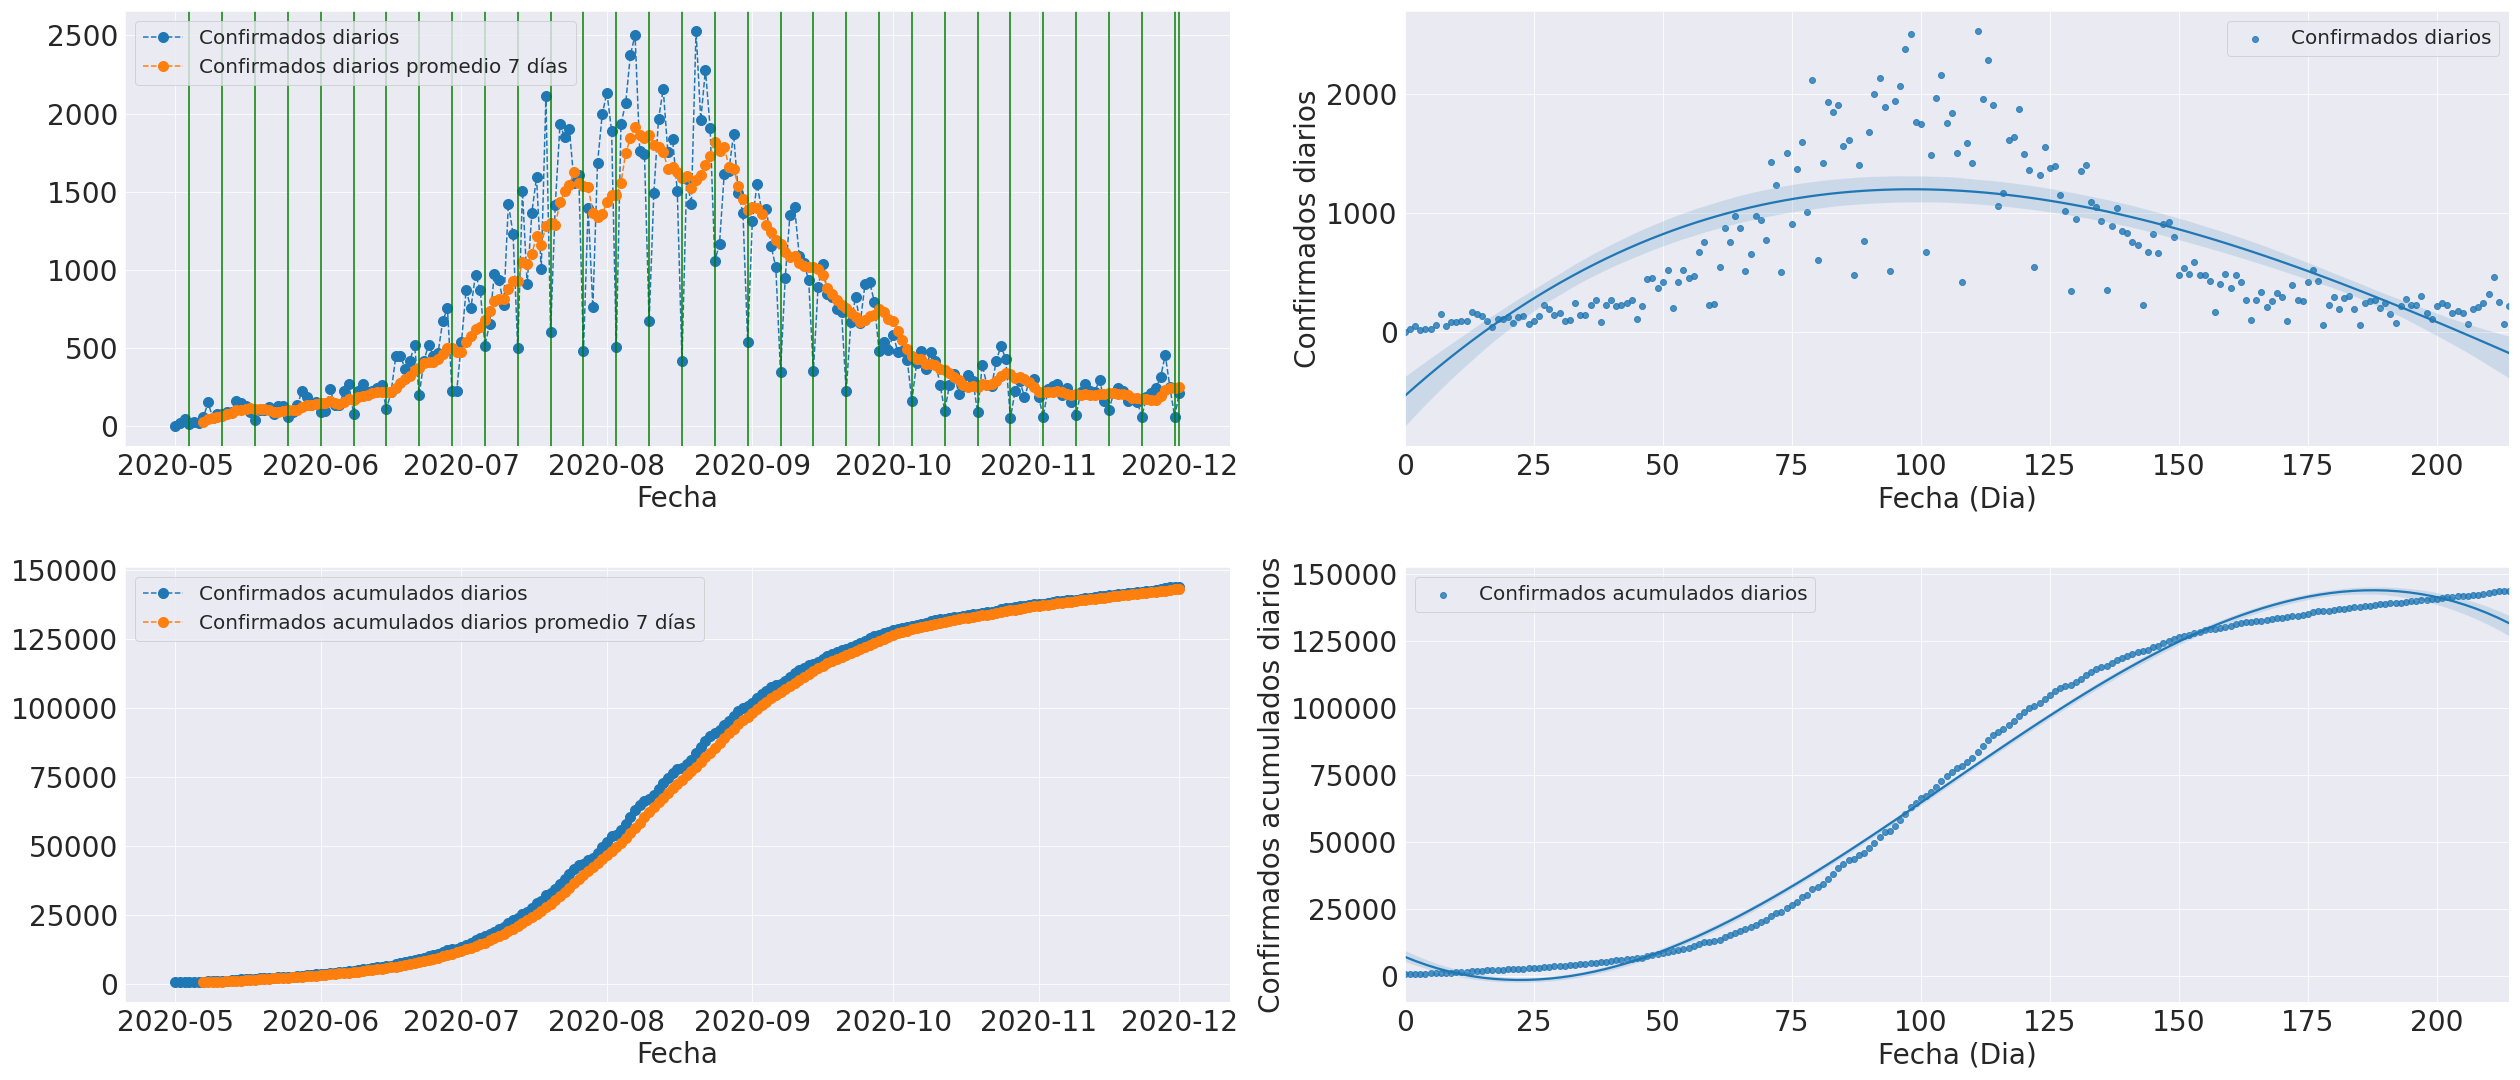 Confirmados diarios
Confirmados diarios promedio 7 días
2500
2000
1500
1000
500
0
2020-05 2020-06 2020-07 2020-08 2020-09 2020-10 2020-11 2020-12
Fecha
Confirmados diarios
Confirmados diarios
2000
1000
0
0 25 50 75 100 125 150 175 200
Fecha (Dia)
Confirmados acumulados diarios
Confirmados acumulados diarios promedio 7 días
150000
125000
100000
75000
50000
25000
0
2020-05 2020-06 2020-07 2020-08 2020-09 2020-10 2020-11 2020-12
Fecha
Confirmados acumulados diarios
Confirmados acumulados diarios
150000
125000
100000
75000
50000
25000
0
0 25 50 75 100 125 150 175 200
Fecha (Dia)